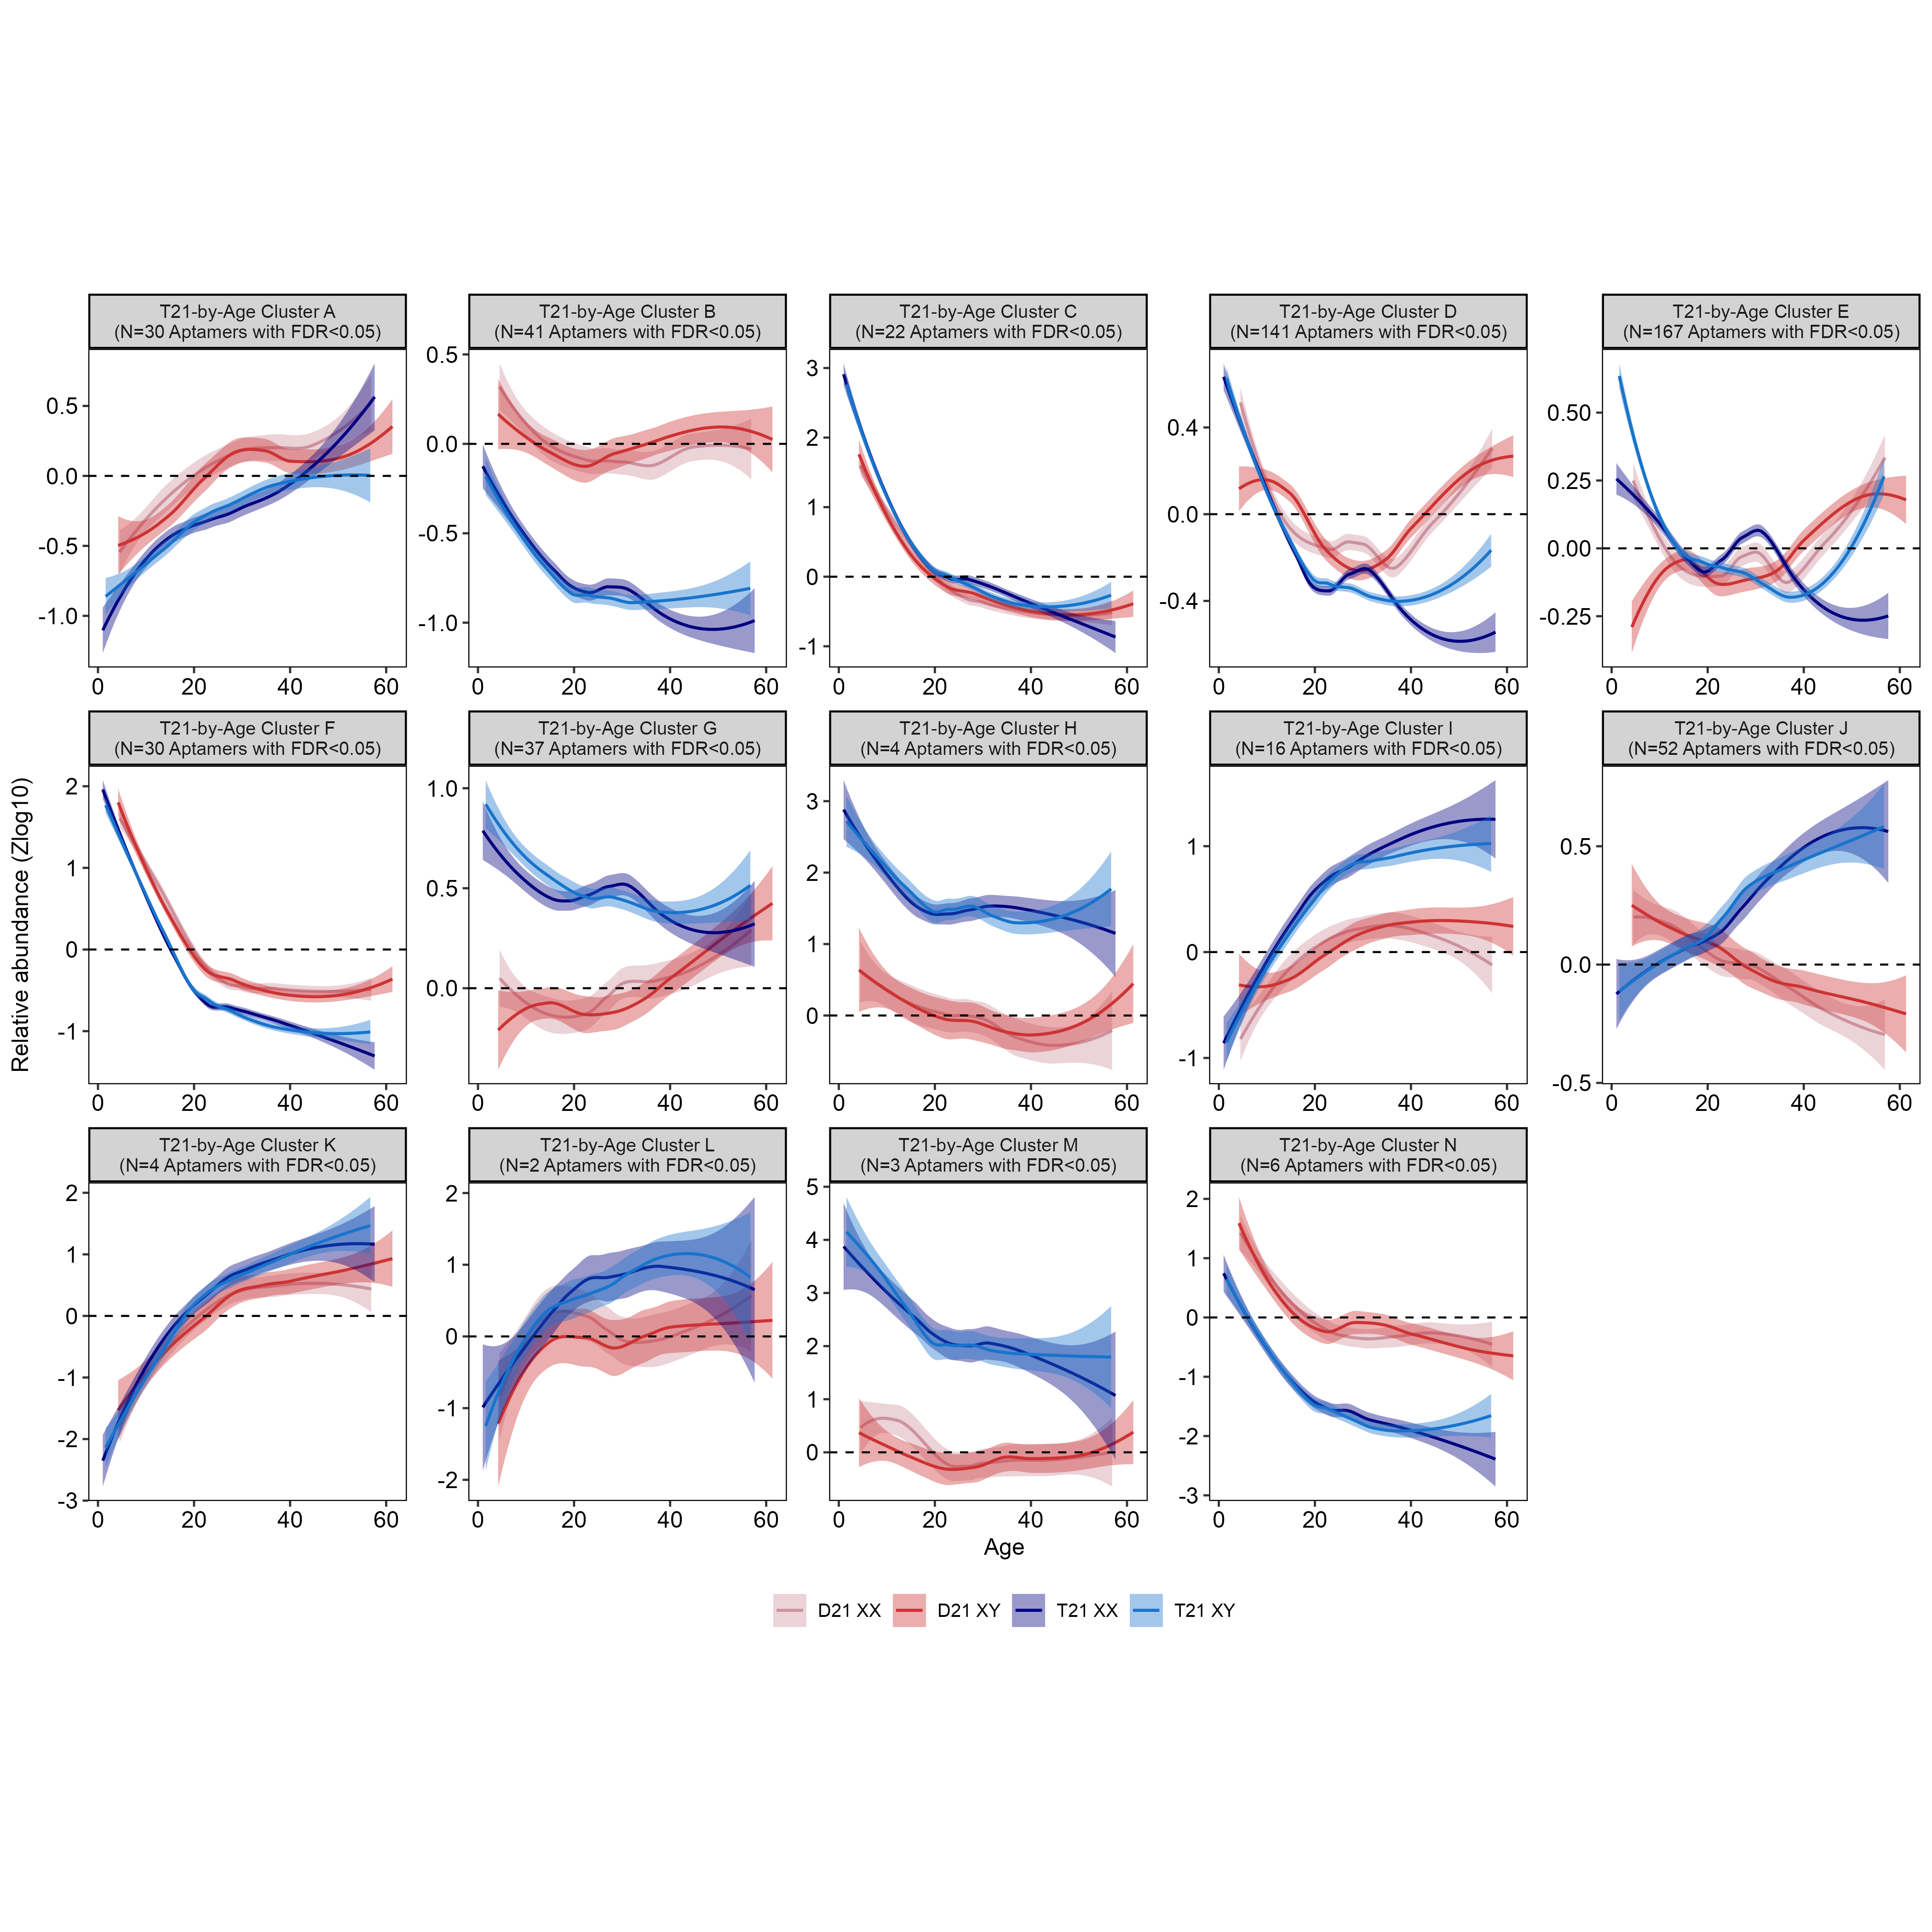 T21-by-Age Cluster A
(N=30 Aptamers with FDR<0.05)
T21-by-Age Cluster B
(N=41 Aptamers with FDR<0.05)
T21-by-Age Cluster C
(N=22 Aptamers with FDR<0.05)
T21-by-Age Cluster D
(N=141 Aptamers with FDR<0.05)
T21-by-Age Cluster E
(N=167 Aptamers with FDR<0.05)
0.5
0.0
-0.5
-1.0
0 20 40 60
0.5
0.0
-0.5
-1.0
0 20 40 60
3
2
1
0
-1
0 20 40 60
0.4
0.0
-0.4
0 20 40 60
0.50
0.25
0.00
-0.25
0 20 40 60
T21-by-Age Cluster F
(N=30 Aptamers with FDR<0.05)
T21-by-Age Cluster G
(N=37 Aptamers with FDR<0.05)
T21-by-Age Cluster H
(N=4 Aptamers with FDR<0.05)
T21-by-Age Cluster I
(N=16 Aptamers with FDR<0.05)
T21-by-Age Cluster J
(N=52 Aptamers with FDR<0.05)
Relative abundance (Zlog10)
2
1
0
-1
0 20 40 60
1.0
0.5
0.0
0 20 40 60
3
2
1
0
0 20 40 60
1
0
-1
0 20 40 60
0.5
0.0
-0.5
0 20 40 60
T21-by-Age Cluster K
(N=4 Aptamers with FDR<0.05)
T21-by-Age Cluster L
(N=2 Aptamers with FDR<0.05)
T21-by-Age Cluster M
(N=3 Aptamers with FDR<0.05)
T21-by-Age Cluster N
(N=6 Aptamers with FDR<0.05)
2
1
0
-1
-2
-3
0 20 40 60
2
1
0
-1
-2
0 20 40 60
5
4
3
2
1
0
0 20 40 60
2
1
0
-1
-2
-3
0 20 40 60
Age
D21 XX D21 XY T21 XX T21 XY